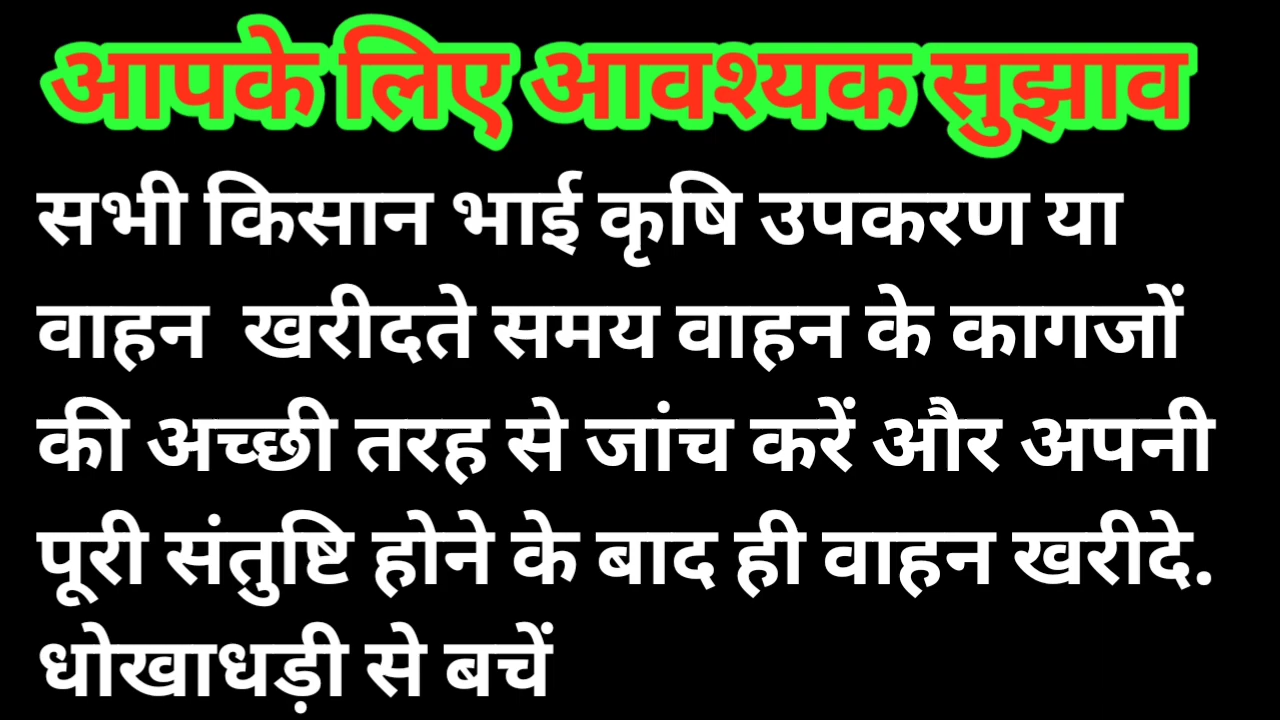 आपके लिए आवश्यक सुझाव
सभी किसान भाई कृषि उपकरण या
वाहन खरीदते समय वाहन के कागजों
की अच्छी तरह से जांच करें और अपनी
पूरी संतुष्टि होने के बाद ही वाहन खरीदे.
धोखाधड़ी से बचें